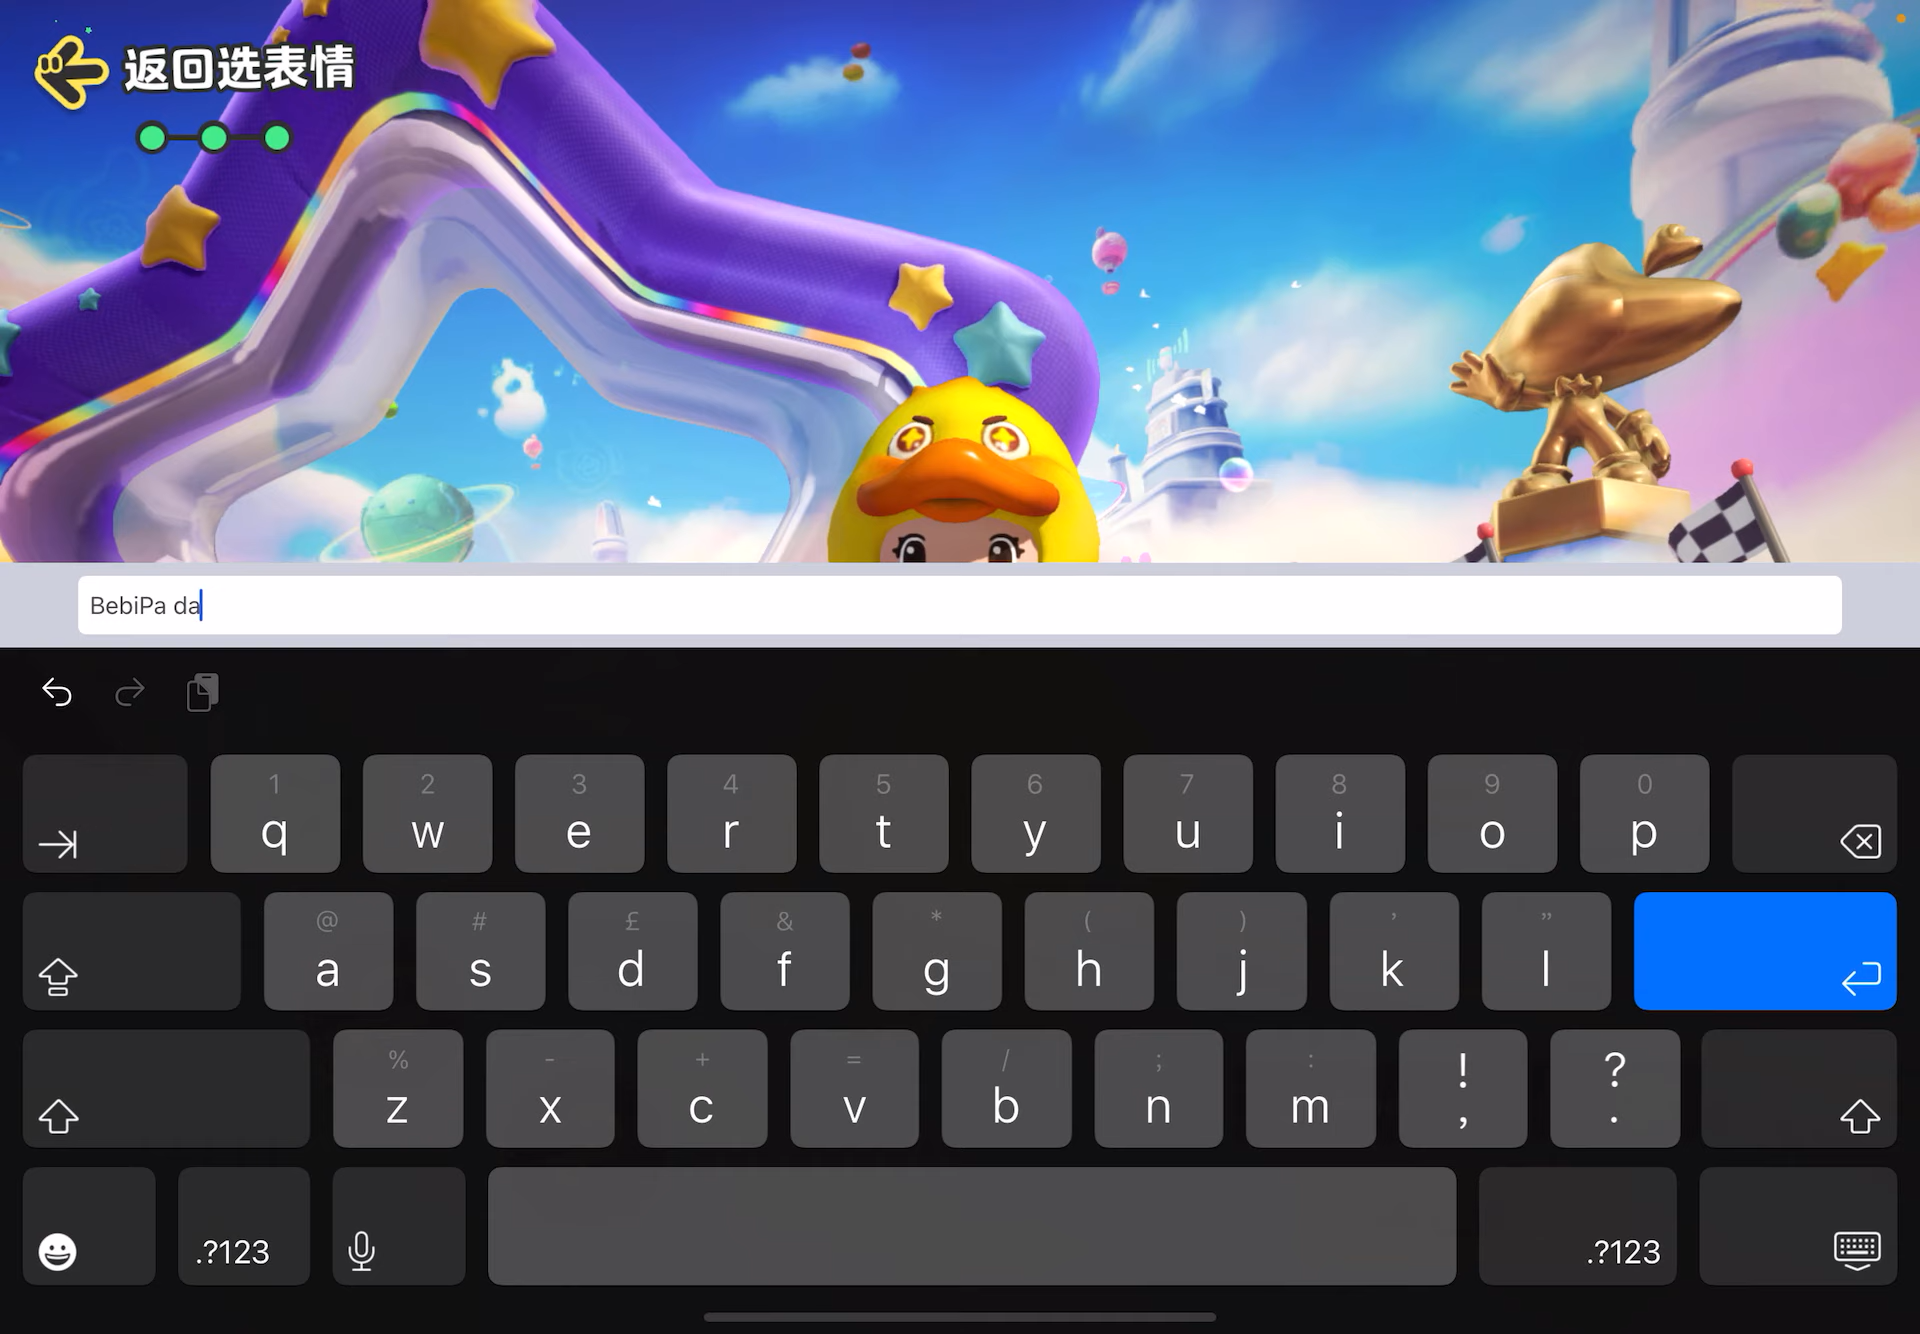 返回选表情
BebiPa da
1 2 3 4 5 6 7 8 9 0
q w e r t y u i o p
@ # £ & * ( ) ’ ”
a s d f g h j k l
% - + = / ; : ! ?
z x c v b n m , .
.?123 .?123